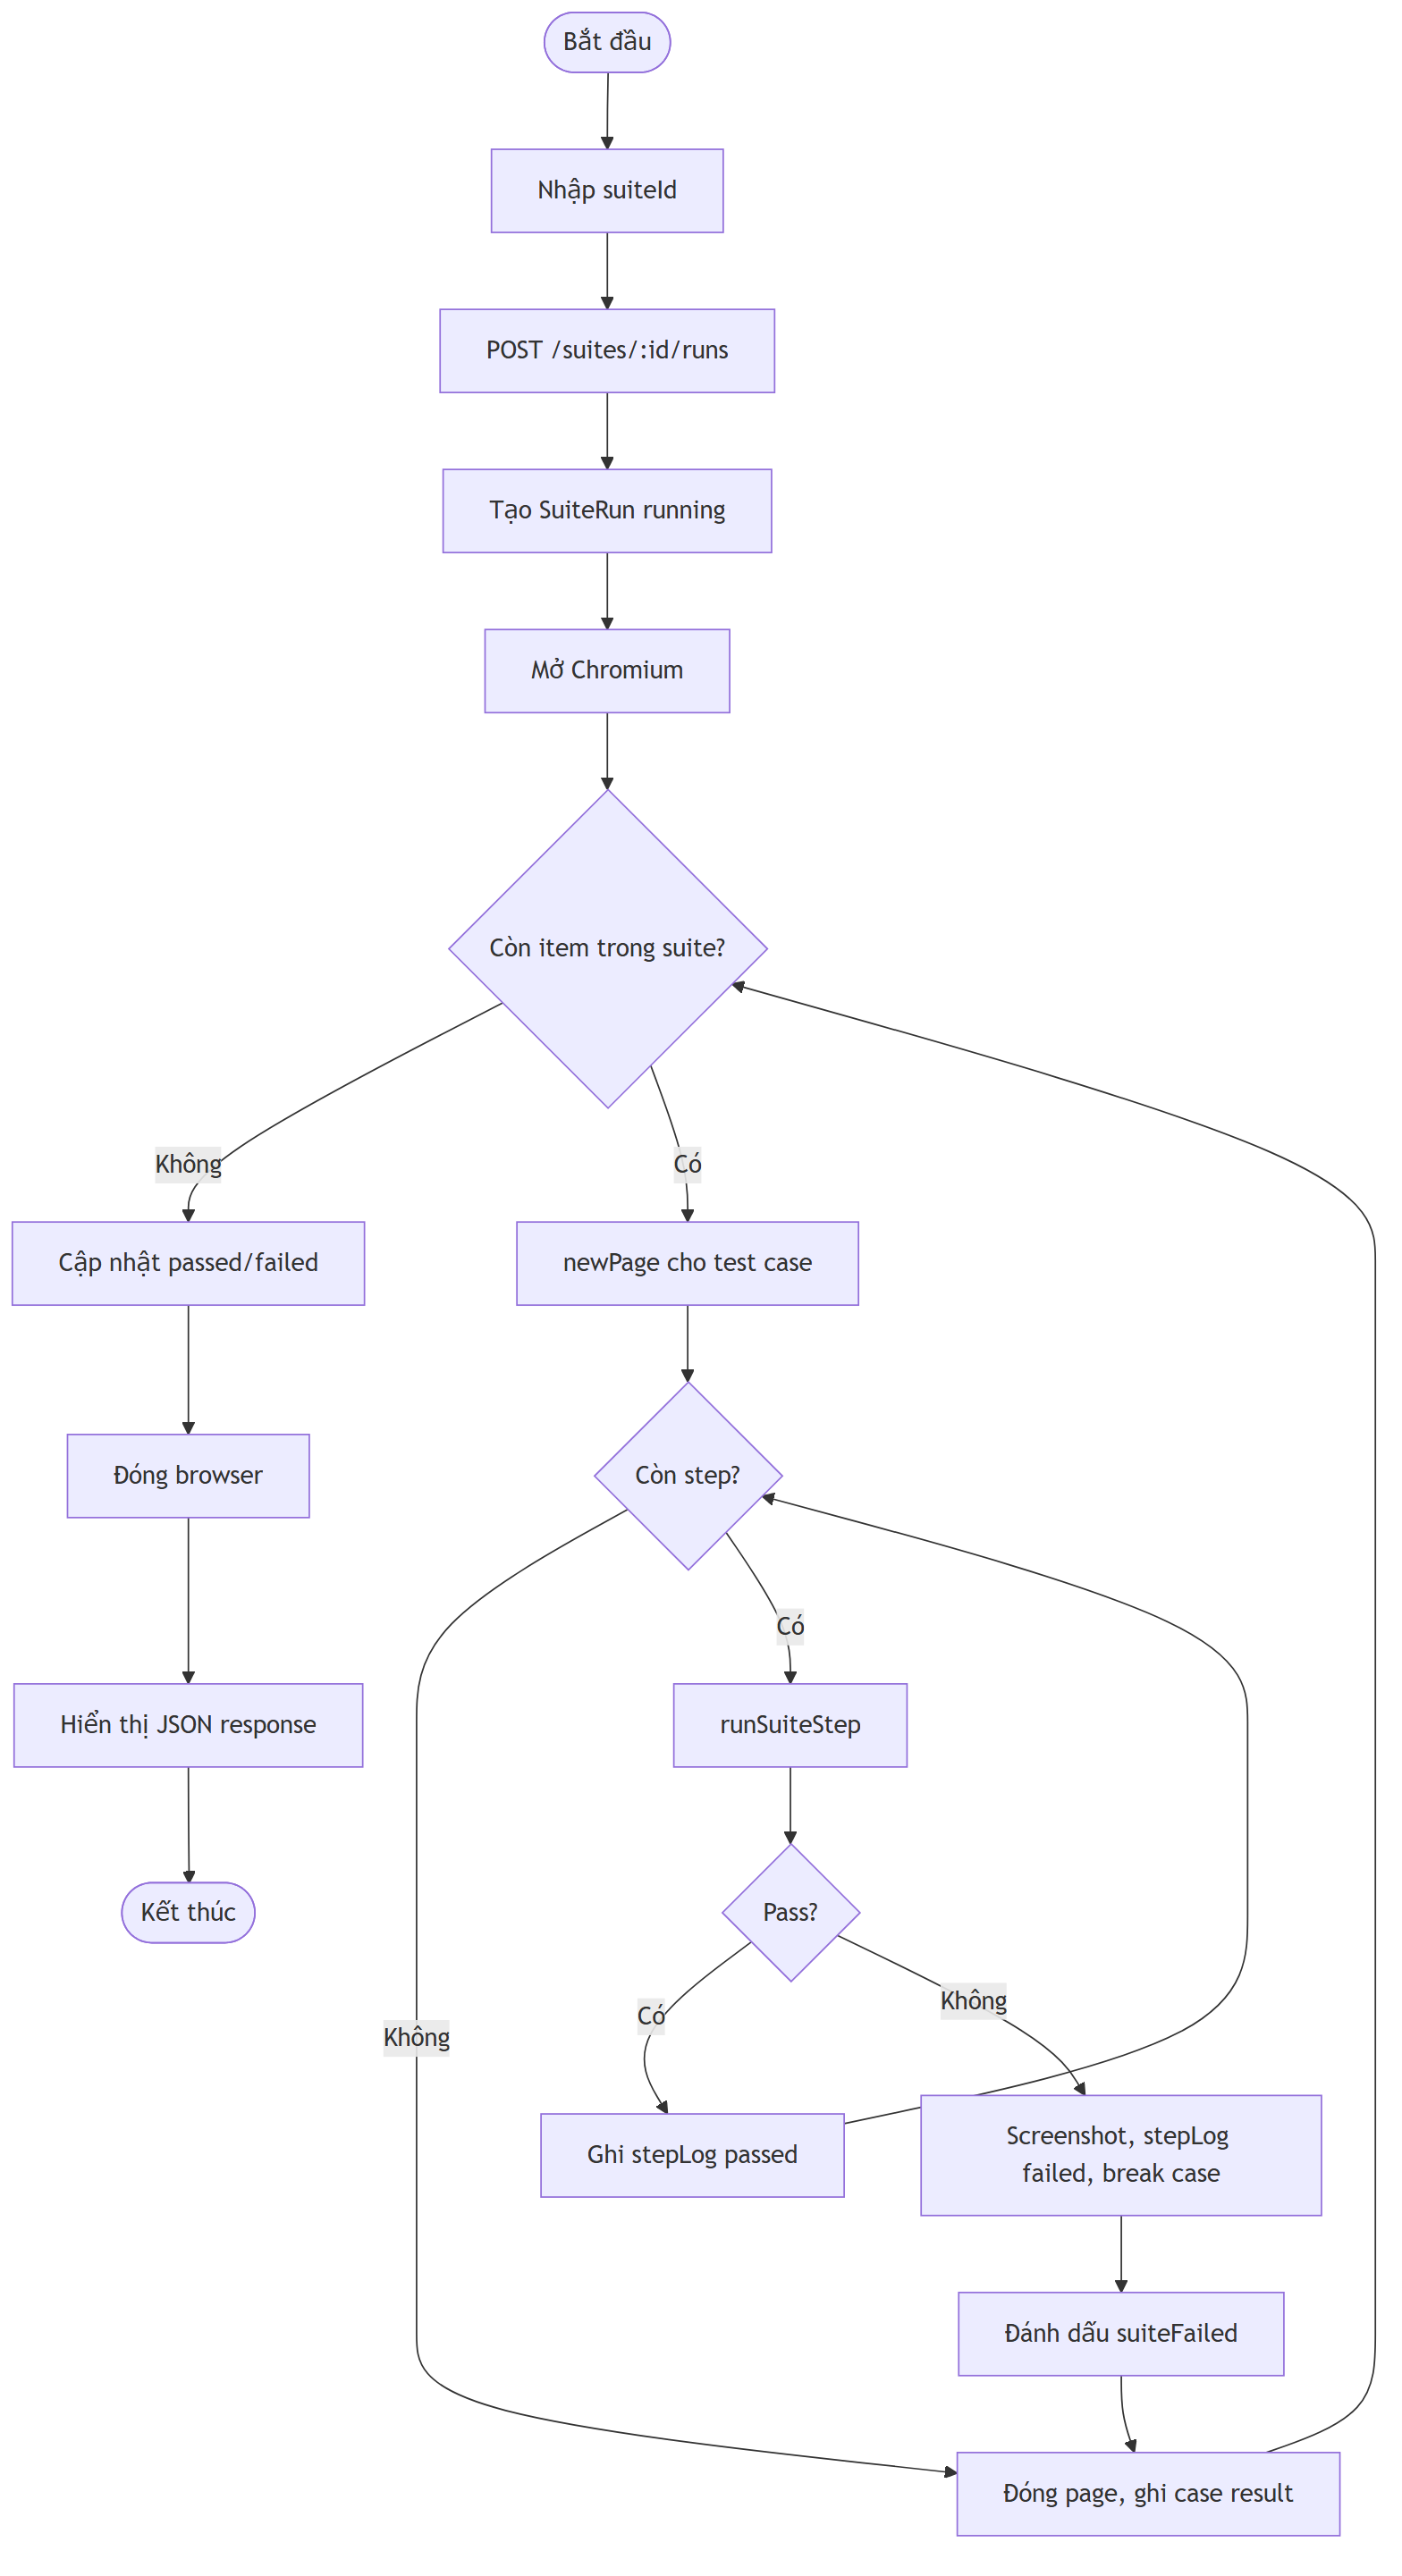 Bắt đầu
Nhập suiteId
POST /suites/:id/runs
Tạo SuiteRun running
Mở Chromium
Còn item trong suite?
Không
Có
Cập nhật passed/failed
newPage cho test case
Đóng browser
Còn step?
Có
Hiển thị JSON response
runSuiteStep
Kết thúc
Pass?
Không
Có
Không
Screenshot, stepLog
failed, break case
Ghi stepLog passed
Đánh dấu suiteFailed
Đóng page, ghi case result